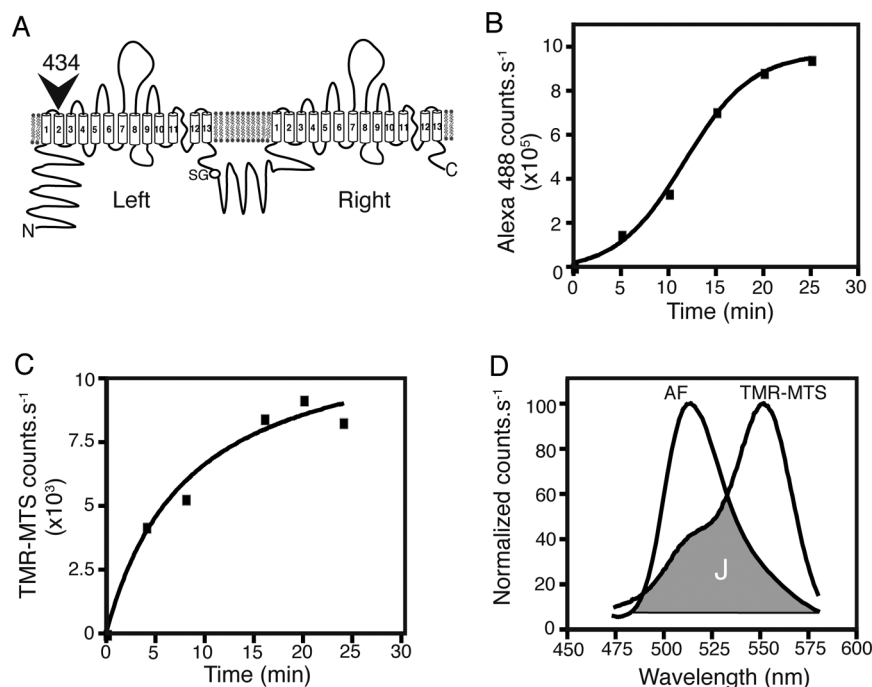 A
434
1 2 3 4 5 6 7 8 9 10 11 12 13
1 2 3 4 5 6 7 8 9 10 11 12 13
SG
C
N
Left
Right
B
Alexa 488 counts.s-1
(x10⁵)
10
8
6
4
2
0
0 5 10 15 20 25 30
Time (min)
C
TMR-MTS counts.s-1
(x10³)
10
7.5
5
2.5
0
0 5 10 15 20 25 30
Time (min)
D
AF TMR-MTS
Normalized counts.s-1
100
80
60
40
20
0
J
450 475 500 525 550 575 600
Wavelength (nm)